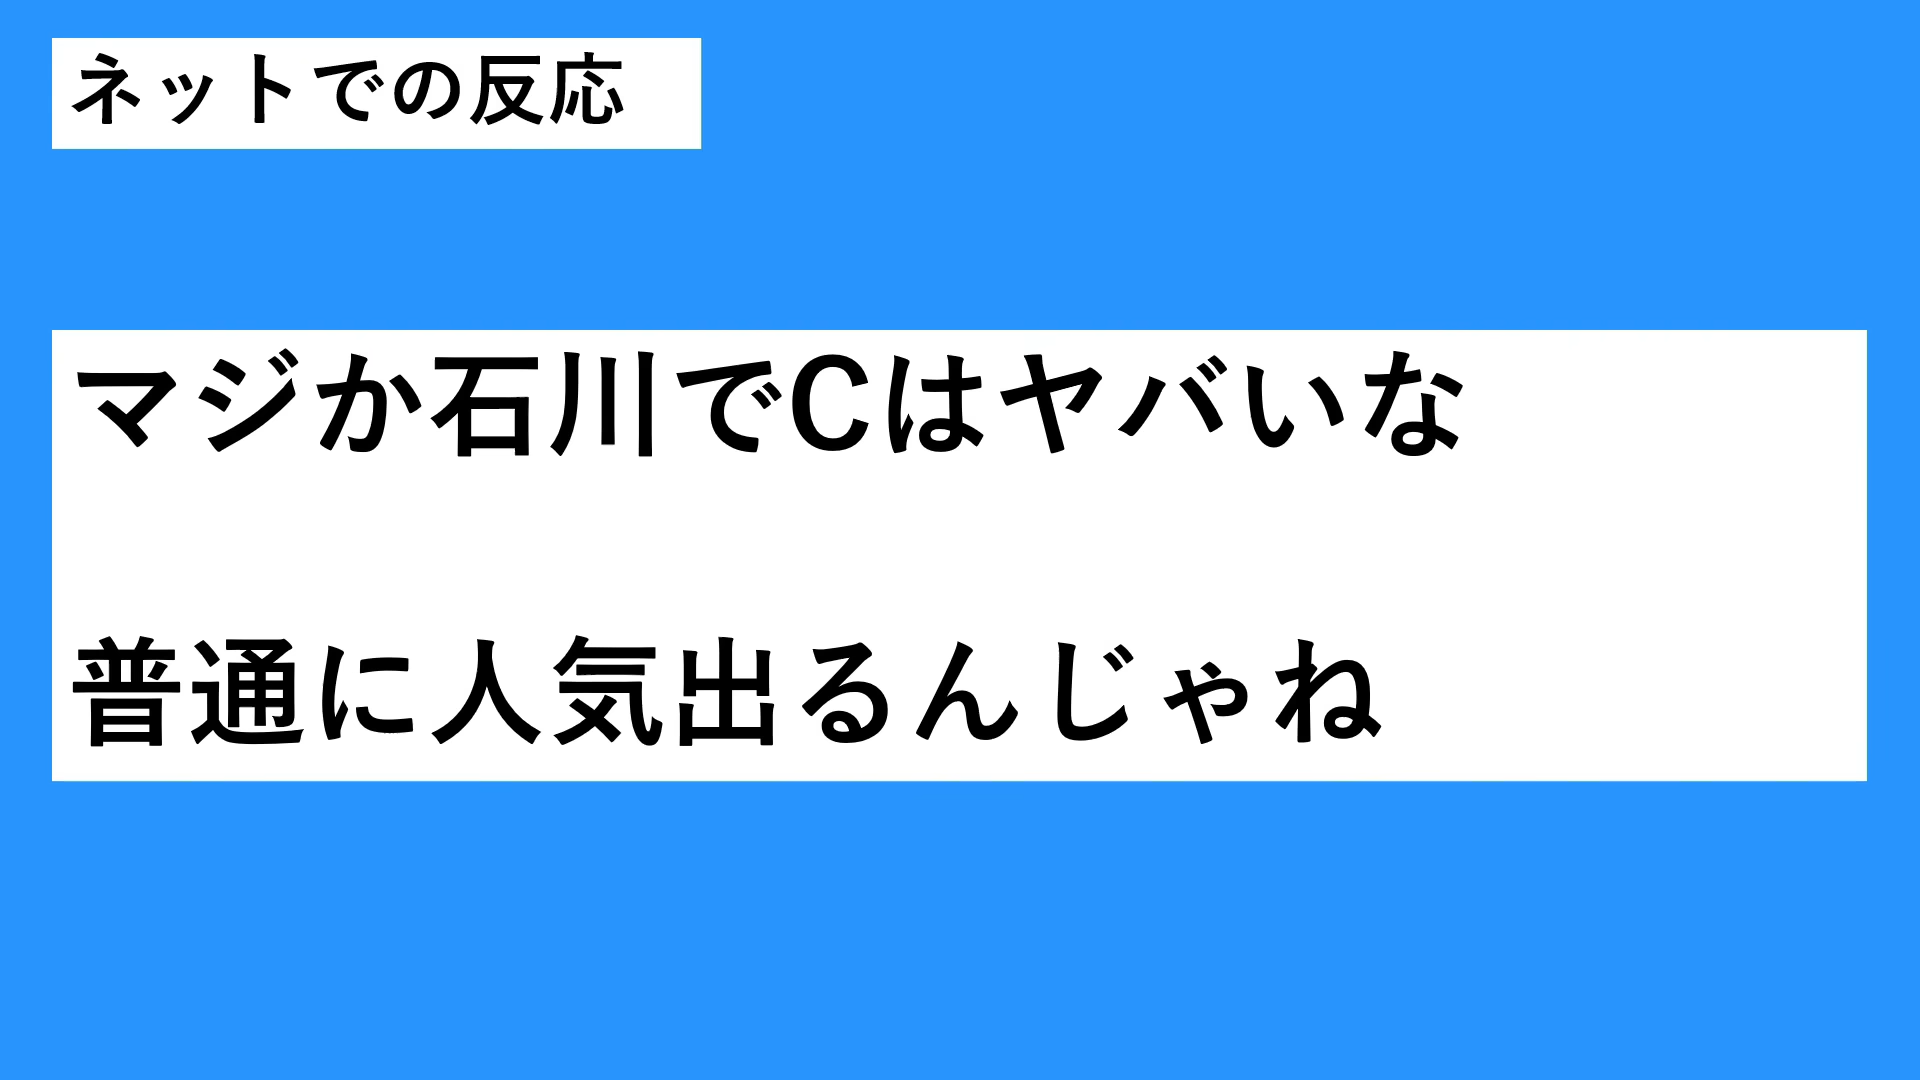 ネットでの反応
マジか石川でCはヤバいな
普通に人気出るんじゃね